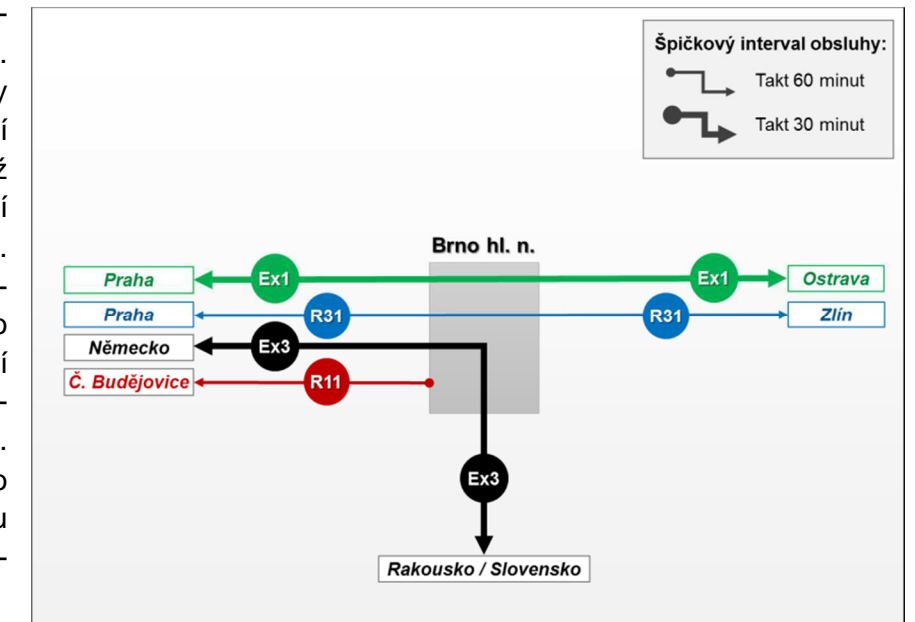 -
.
y
í
ž
í
.
-
o
í
-
.
o
u
-
Špičkový interval obsluhy:
Takt 60 minut
Takt 30 minut
Brno hl. n.
Praha Ex1 Ex1 Ostrava
Praha R31 R31 Zlín
Německo Ex3
Č. Budějovice R11
Ex3
Rakousko / Slovensko